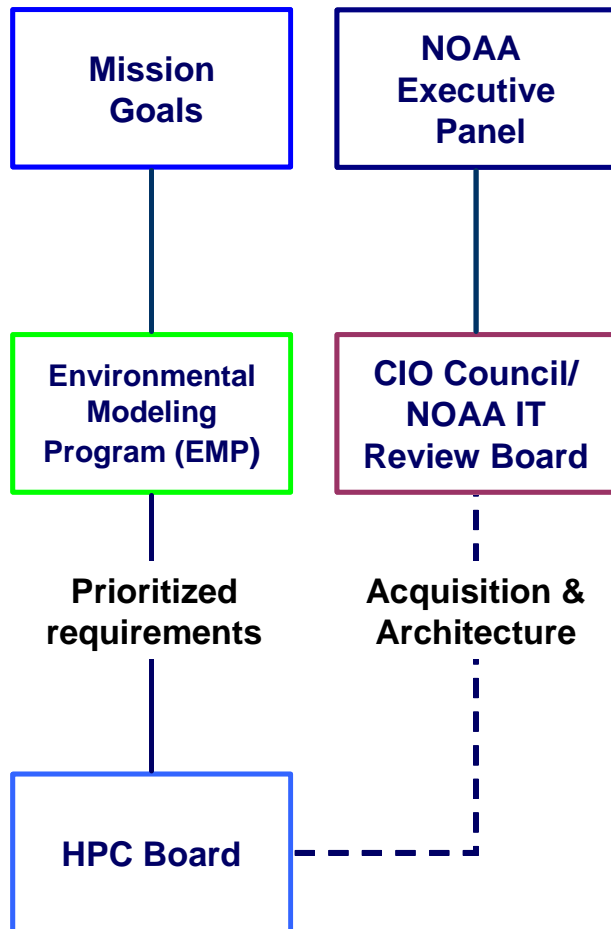 Mission
Goals
NOAA
Executive
Panel
Environmental
Modeling
Program (EMP)
CIO Council/
NOAA IT
Review Board
Prioritized
requirements
Acquisition &
Architecture
HPC Board